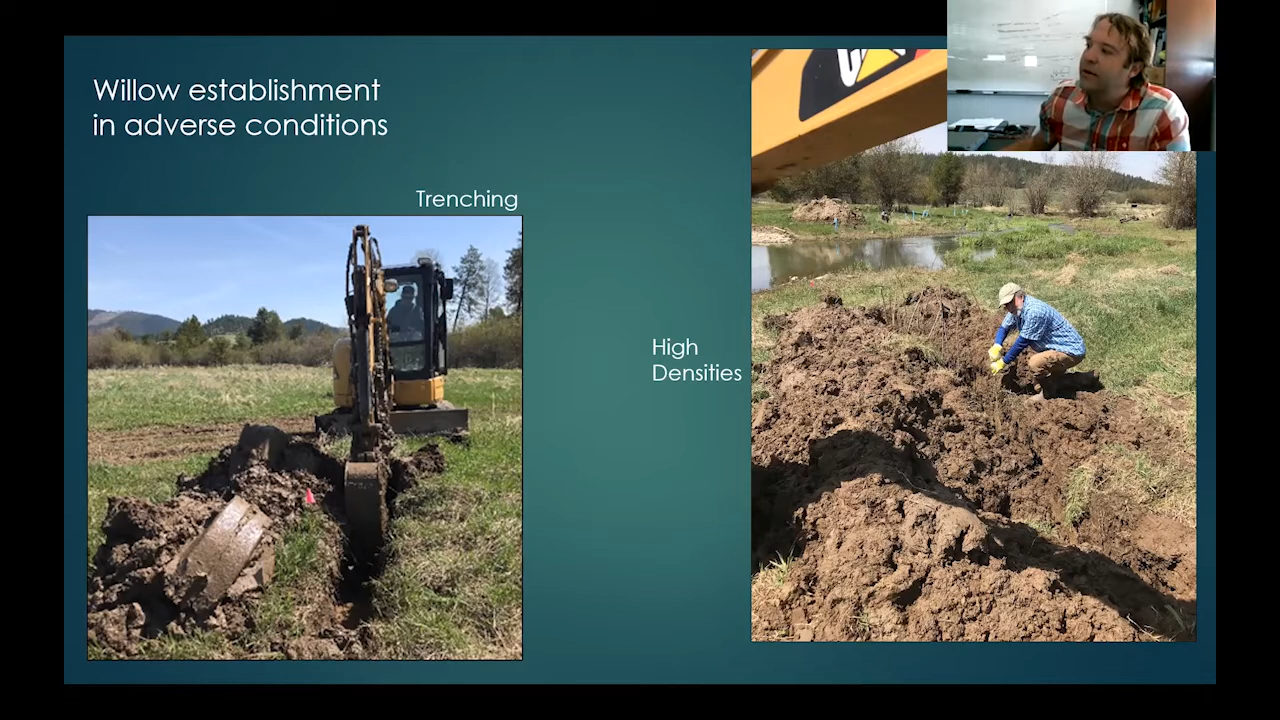 Willow establishment
in adverse conditions
Trenching
High
Densities